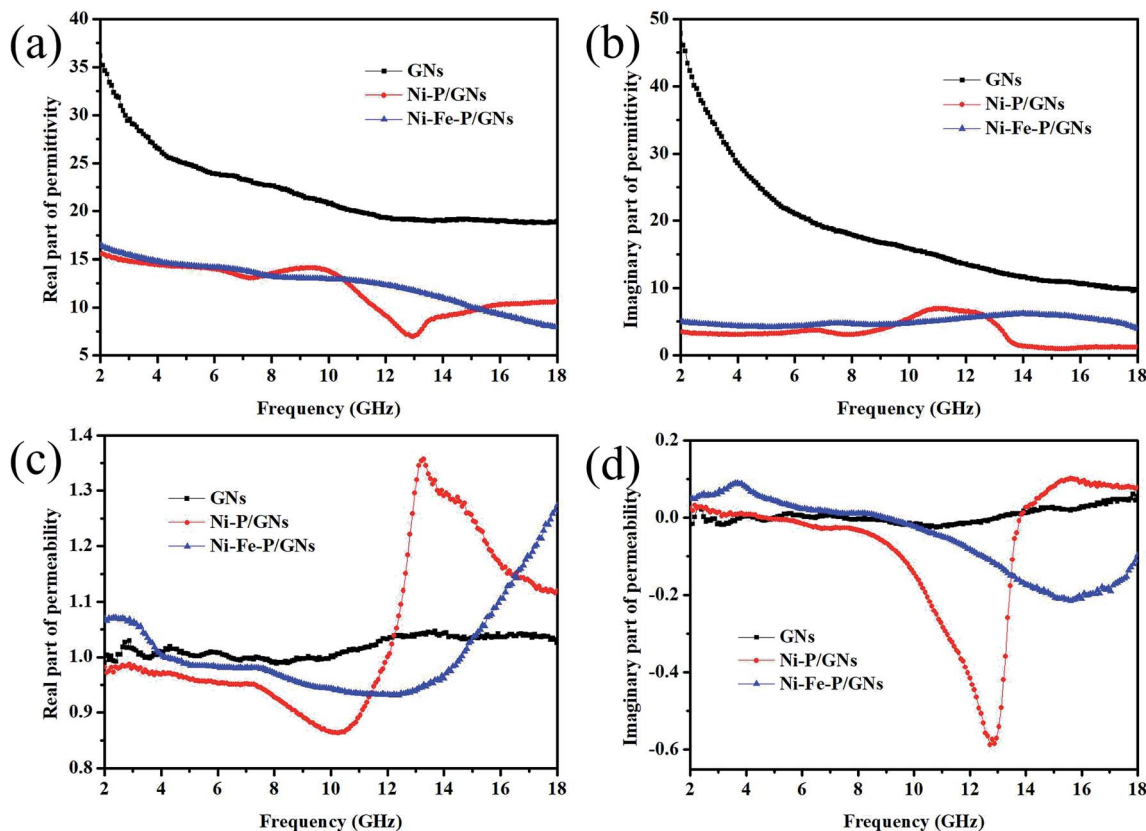 (a)
40
35
30
25
20
15
10
5
Real part of permittivity
GNs
Ni-P/GNs
Ni-Fe-P/GNs
2 4 6 8 10 12 14 16 18
Frequency (GHz)
(b)
50
40
30
20
10
0
Imaginary part of permittivity
GNs
Ni-P/GNs
Ni-Fe-P/GNs
2 4 6 8 10 12 14 16 18
Frequency (GHz)
(c)
1.4
1.3
1.2
1.1
1.0
0.9
0.8
Real part of permeability
GNs
Ni-P/GNs
Ni-Fe-P/GNs
2 4 6 8 10 12 14 16 18
Frequency (GHz)
(d)
0.2
0.0
-0.2
-0.4
-0.6
Imaginary part of permeability
GNs
Ni-P/GNs
Ni-Fe-P/GNs
2 4 6 8 10 12 14 16 18
Frequency (GHz)